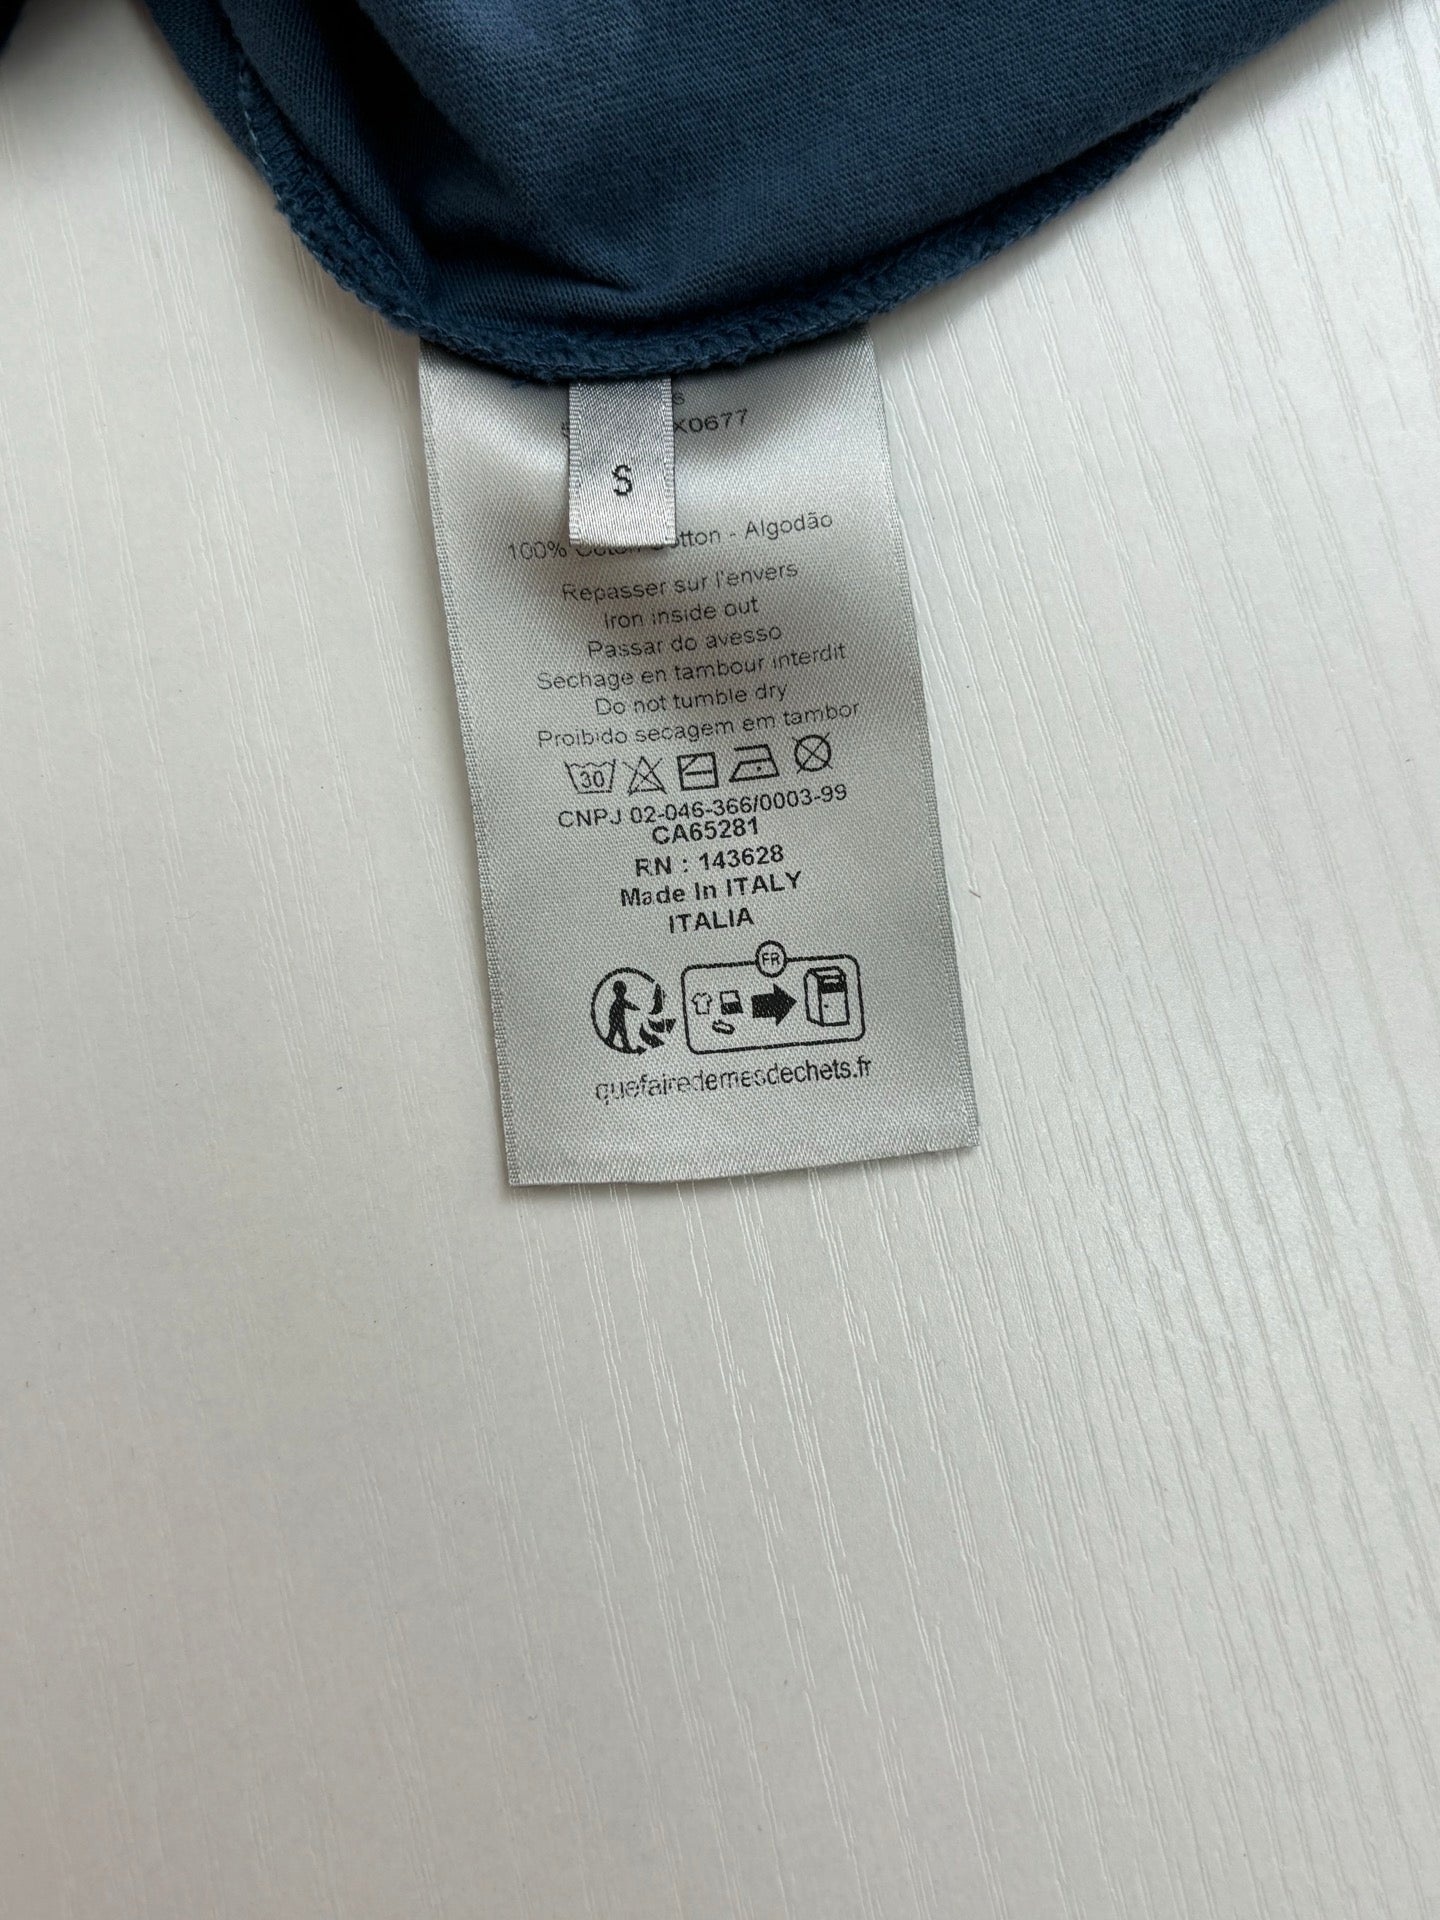 X0677
S
100% Coton Cotton - Algodão
Repasser sur l'envers
Iron inside out
Passar do avesso
Sechage en tambour interdit
Do not tumble dry
Proibido secagem em tambor
30
CNPJ 02-046-366/0003-99
CA65281
RN : 143628
Made In ITALY
ITALIA
FR
quefairedemesdechets.fr